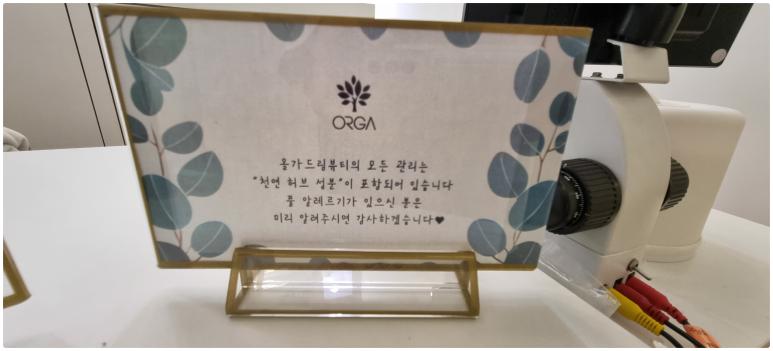 ORGA
올가드림뷰티의 모든 관리는
"천연 허브 성분"이 포함되어 있습니다
풀 알레르기가 있으신 분은
미리 알려주시면 감사하겠습니다♥